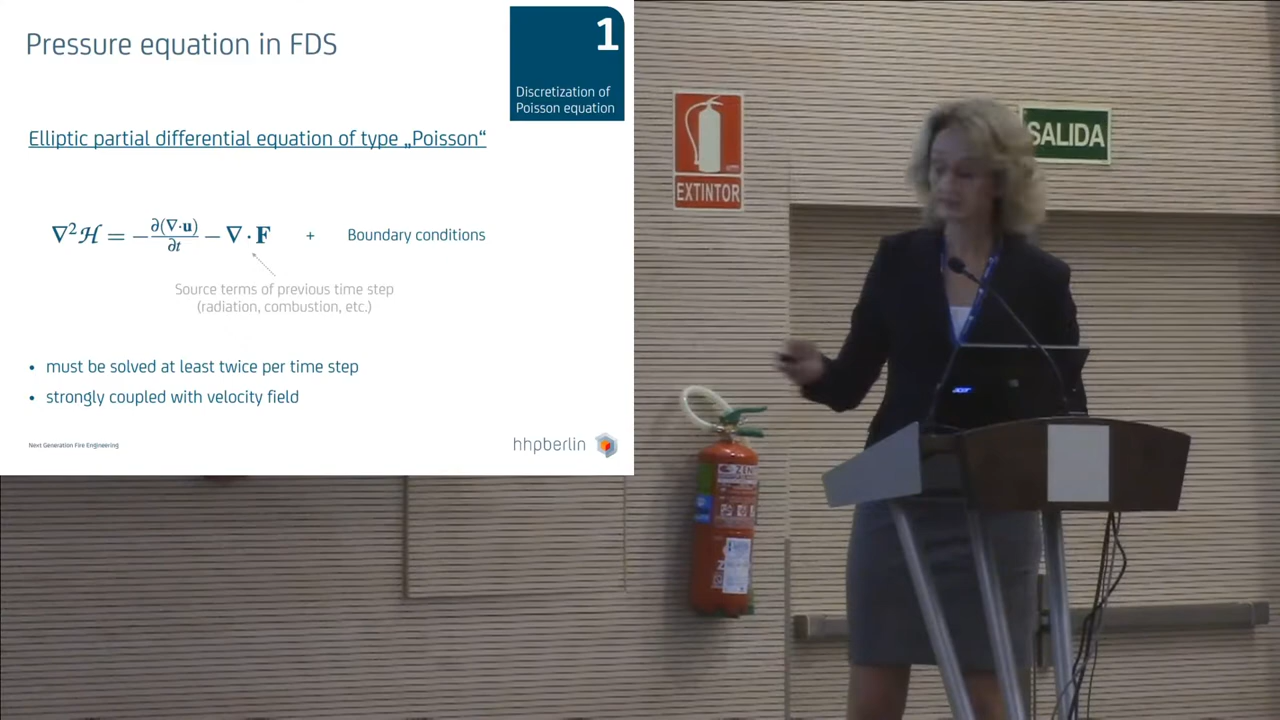 Pressure equation in FDS
1
Discretization of
Poisson equation
Elliptic partial differential equation of type „Poisson“
∇²ℋ = −∂(∇·𝐮)/∂t − ∇ · 𝐅 + Boundary conditions
Source terms of previous time step
(radiation, combustion, etc.)
• must be solved at least twice per time step
• strongly coupled with velocity field
Next Generation Fire Engineering
hhpberlin
EXTINTOR
SALIDA
acer